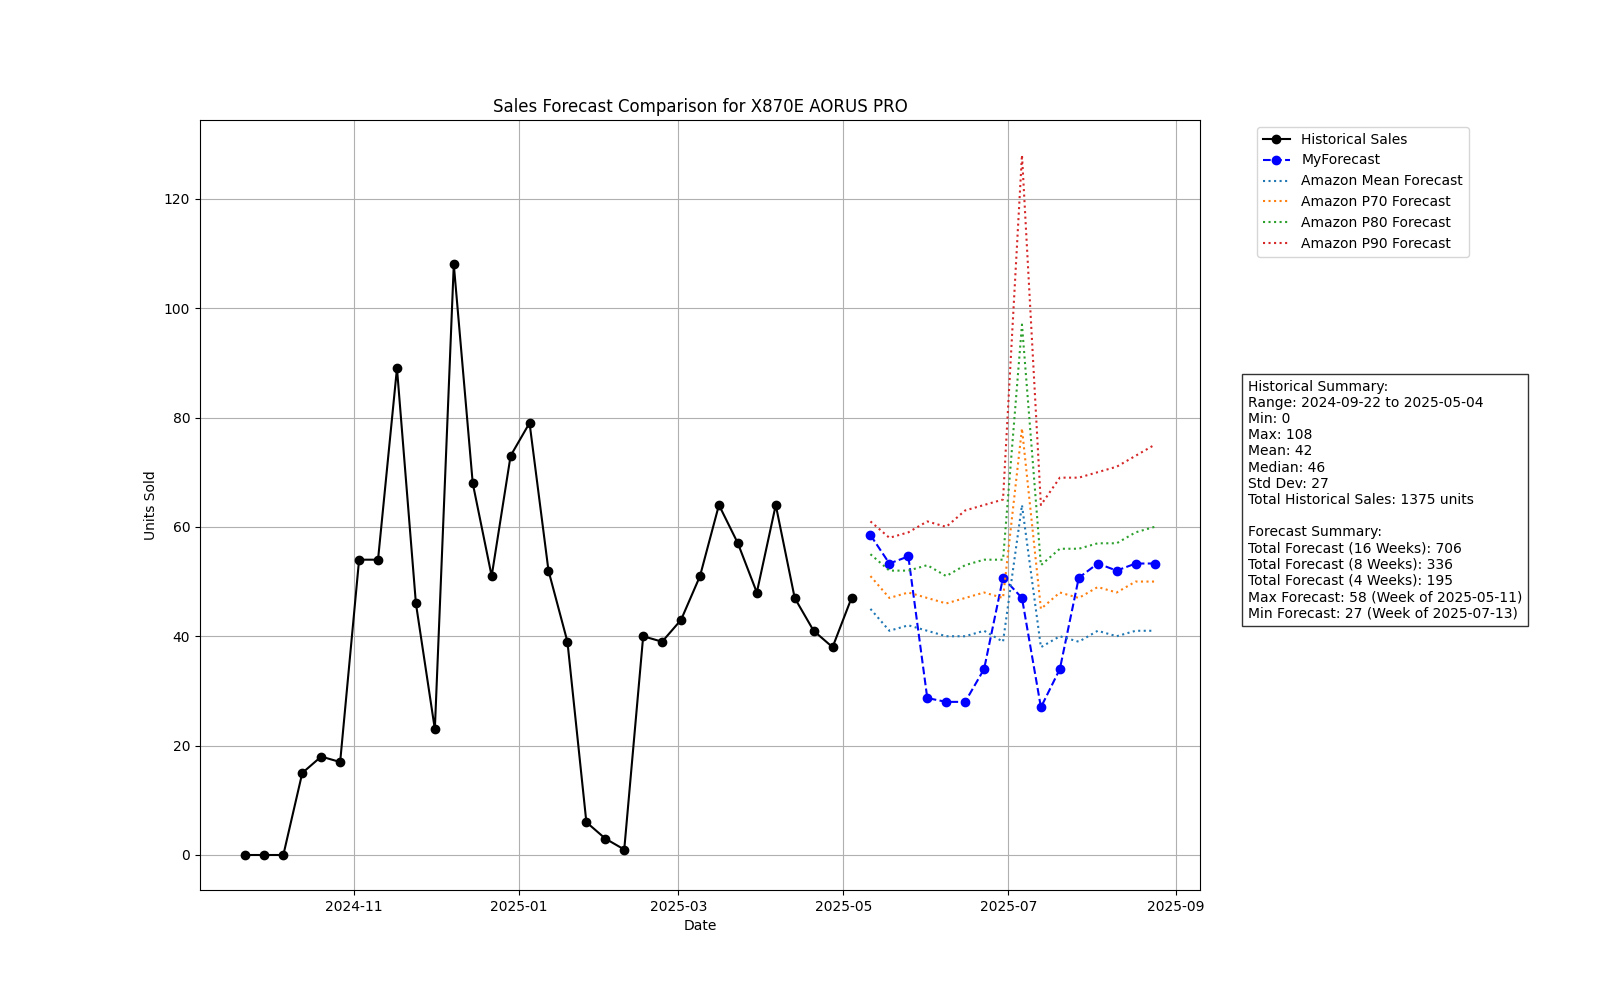 Sales Forecast Comparison for X870E AORUS PRO
Historical Sales
MyForecast
Amazon Mean Forecast
Amazon P70 Forecast
Amazon P80 Forecast
Amazon P90 Forecast
Units Sold
120
100
80
60
40
20
0
2024-11
2025-01
2025-03
2025-05
2025-07
2025-09
Date
Historical Summary:
Range: 2024-09-22 to 2025-05-04
Min: 0
Max: 108
Mean: 42
Median: 46
Std Dev: 27
Total Historical Sales: 1375 units
Forecast Summary:
Total Forecast (16 Weeks): 706
Total Forecast (8 Weeks): 336
Total Forecast (4 Weeks): 195
Max Forecast: 58 (Week of 2025-05-11)
Min Forecast: 27 (Week of 2025-07-13)